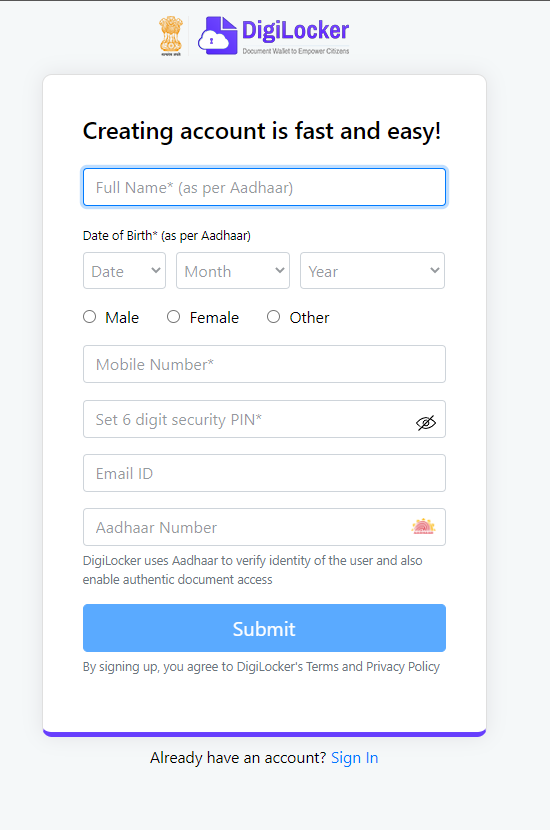 DigiLocker
Document Wallet to Empower Citizens
Creating account is fast and easy!
Full Name* (as per Aadhaar)
Date of Birth* (as per Aadhaar)
Date Month Year
Male Female Other
Mobile Number*
Set 6 digit security PIN*
Email ID
Aadhaar Number
DigiLocker uses Aadhaar to verify identity of the user and also
enable authentic document access
Submit
By signing up, you agree to DigiLocker's Terms and Privacy Policy
Already have an account? Sign In